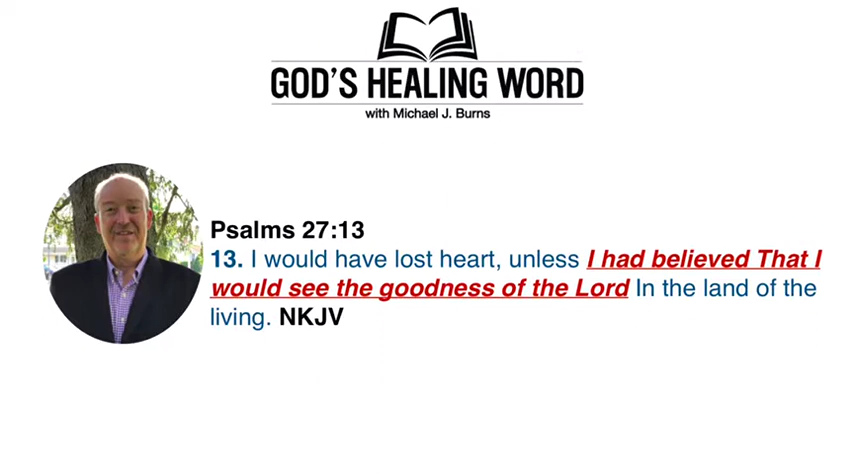 GOD'S HEALING WORD
with Michael J. Burns
Psalms 27:13
13. I would have lost heart, unless I had believed That I
would see the goodness of the Lord In the land of the
living. NKJV